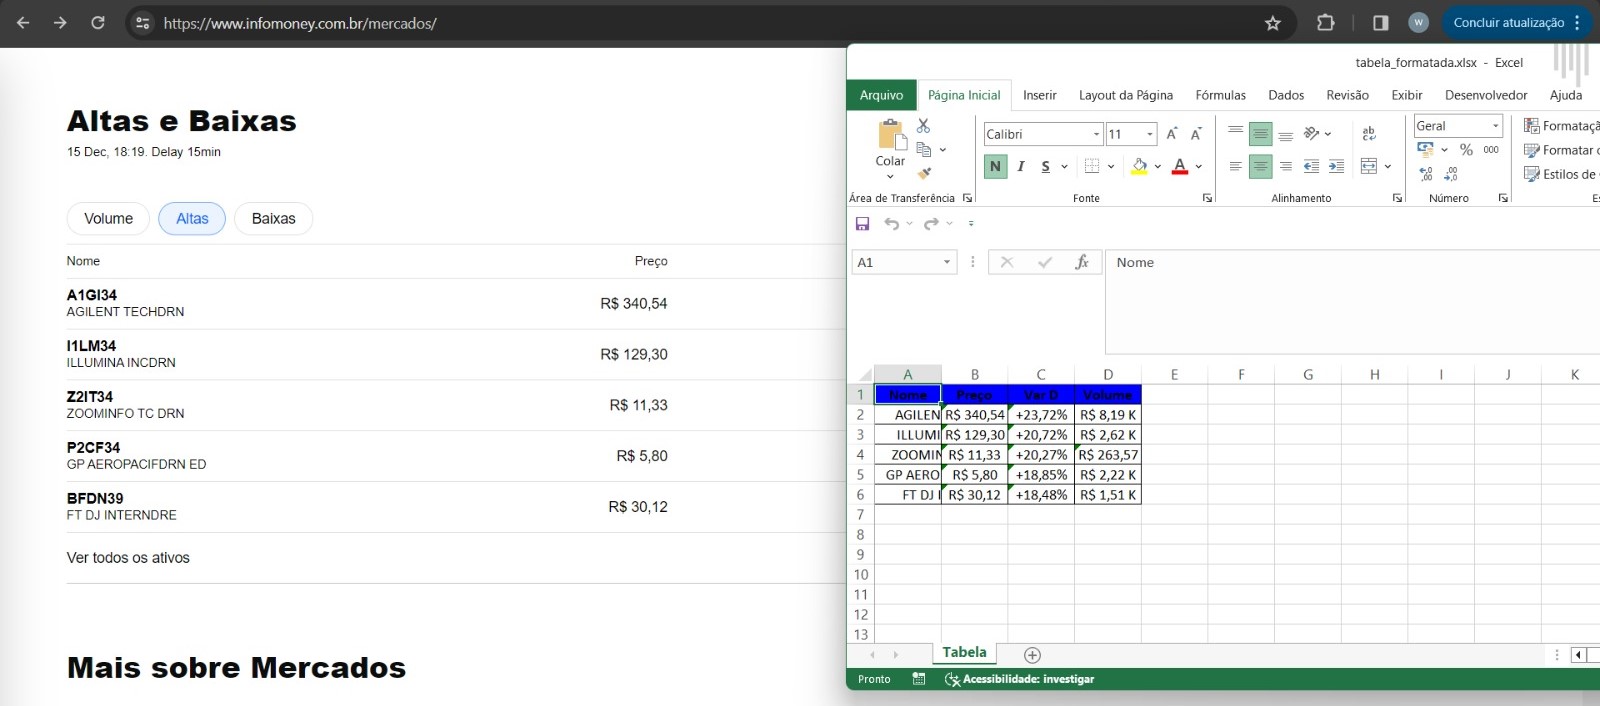 https://www.infomoney.com.br/mercados/
W
Concluir atualização
Altas e Baixas
15 Dec, 18:19. Delay 15min
Volume Altas Baixas
Nome Preço
A1GI34
AGILENT TECHDRN
R$ 340,54
I1LM34
ILLUMINA INCDRN
R$ 129,30
Z2IT34
ZOOMINFO TC DRN
R$ 11,33
P2CF34
GP AEROPACIFDRN ED
R$ 5,80
BFDN39
FT DJ INTERNDRE
R$ 30,12
Ver todos os ativos
Mais sobre Mercados
tabela_formatada.xlsx - Excel
Arquivo Página Inicial Inserir Layout da Página Fórmulas Dados Revisão Exibir Desenvolvedor Ajuda
Colar
Calibri 11
N I S
Geral
% 000
Formataçã
Formatar c
Estilos de
Área de Transferência Fonte Alinhamento Número Es
A1 fx Nome
A B C D E F G H I J K
1 Nome Preço Var D Volume
2 AGILEN R$ 340,54 +23,72% R$ 8,19 K
3 ILLUMI R$ 129,30 +20,72% R$ 2,62 K
4 ZOOMIN R$ 11,33 +20,27% R$ 263,57
5 GP AERO R$ 5,80 +18,85% R$ 2,22 K
6 FT DJ I R$ 30,12 +18,48% R$ 1,51 K
7
8
9
10
11
12
13
Tabela
Pronto Acessibilidade: investigar